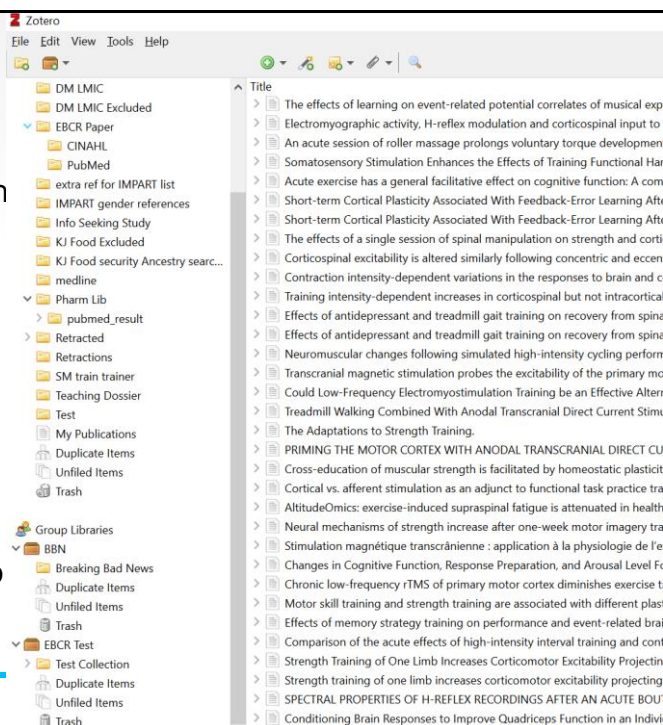 Zotero
File Edit View Tools Help
DM LMIC
DM LMIC Excluded
EBCR Paper
CINAHL
PubMed
extra ref for IMPART list
IMPART gender references
Info Seeking Study
KJ Food Excluded
KJ Food security Ancestry searc...
medline
Pharm Lib
pubmed_result
Retracted
Retractions
SM train trainer
Teaching Dossier
Test
My Publications
Duplicate Items
Unfiled Items
Trash
Group Libraries
BBN
Breaking Bad News
Duplicate Items
Unfiled Items
Trash
EBCR Test
Test Collection
Duplicate Items
Unfiled Items
Trash
Title
The effects of learning on event-related potential correlates of musical exp
Electromyographic activity, H-reflex modulation and corticospinal input to
An acute session of roller massage prolongs voluntary torque developmen
Somatosensory Stimulation Enhances the Effects of Training Functional Har
Acute exercise has a general facilitative effect on cognitive function: A com
Short-term Cortical Plasticity Associated With Feedback-Error Learning Afte
Short-term Cortical Plasticity Associated With Feedback-Error Learning Afte
The effects of a single session of spinal manipulation on strength and corti
Corticospinal excitability is altered similarly following concentric and eccen
Contraction intensity-dependent variations in the responses to brain and c
Training intensity-dependent increases in corticospinal but not intracortical
Effects of antidepressant and treadmill gait training on recovery from spina
Effects of antidepressant and treadmill gait training on recovery from spina
Neuromuscular changes following simulated high-intensity cycling perform
Transcranial magnetic stimulation probes the excitability of the primary mo
Could Low-Frequency Electromyostimulation Training be an Effective Altern
Treadmill Walking Combined With Anodal Transcranial Direct Current Stimu
The Adaptations to Strength Training.
PRIMING THE MOTOR CORTEX WITH ANODAL TRANSCRANIAL DIRECT CU
Cross-education of muscular strength is facilitated by homeostatic plasticit
Cortical vs. afferent stimulation as an adjunct to functional task practice tra
AltitudeOmics: exercise-induced supraspinal fatigue is attenuated in health
Neural mechanisms of strength increase after one-week motor imagery tra
Stimulation magnétique transcrânienne : application à la physiologie de l'e
Changes in Cognitive Function, Response Preparation, and Arousal Level Fo
Chronic low-frequency rTMS of primary motor cortex diminishes exercise t
Motor skill training and strength training are associated with different plast
Effects of memory strategy training on performance and event-related brai
Comparison of the acute effects of high-intensity interval training and cont
Strength Training of One Limb Increases Corticomotor Excitability Projectin
Strength training of one limb increases corticomotor excitability projecting
SPECTRAL PROPERTIES OF H-REFLEX RECORDINGS AFTER AN ACUTE BOUT
Conditioning Brain Responses to Improve Quadriceps Function in an Indivi